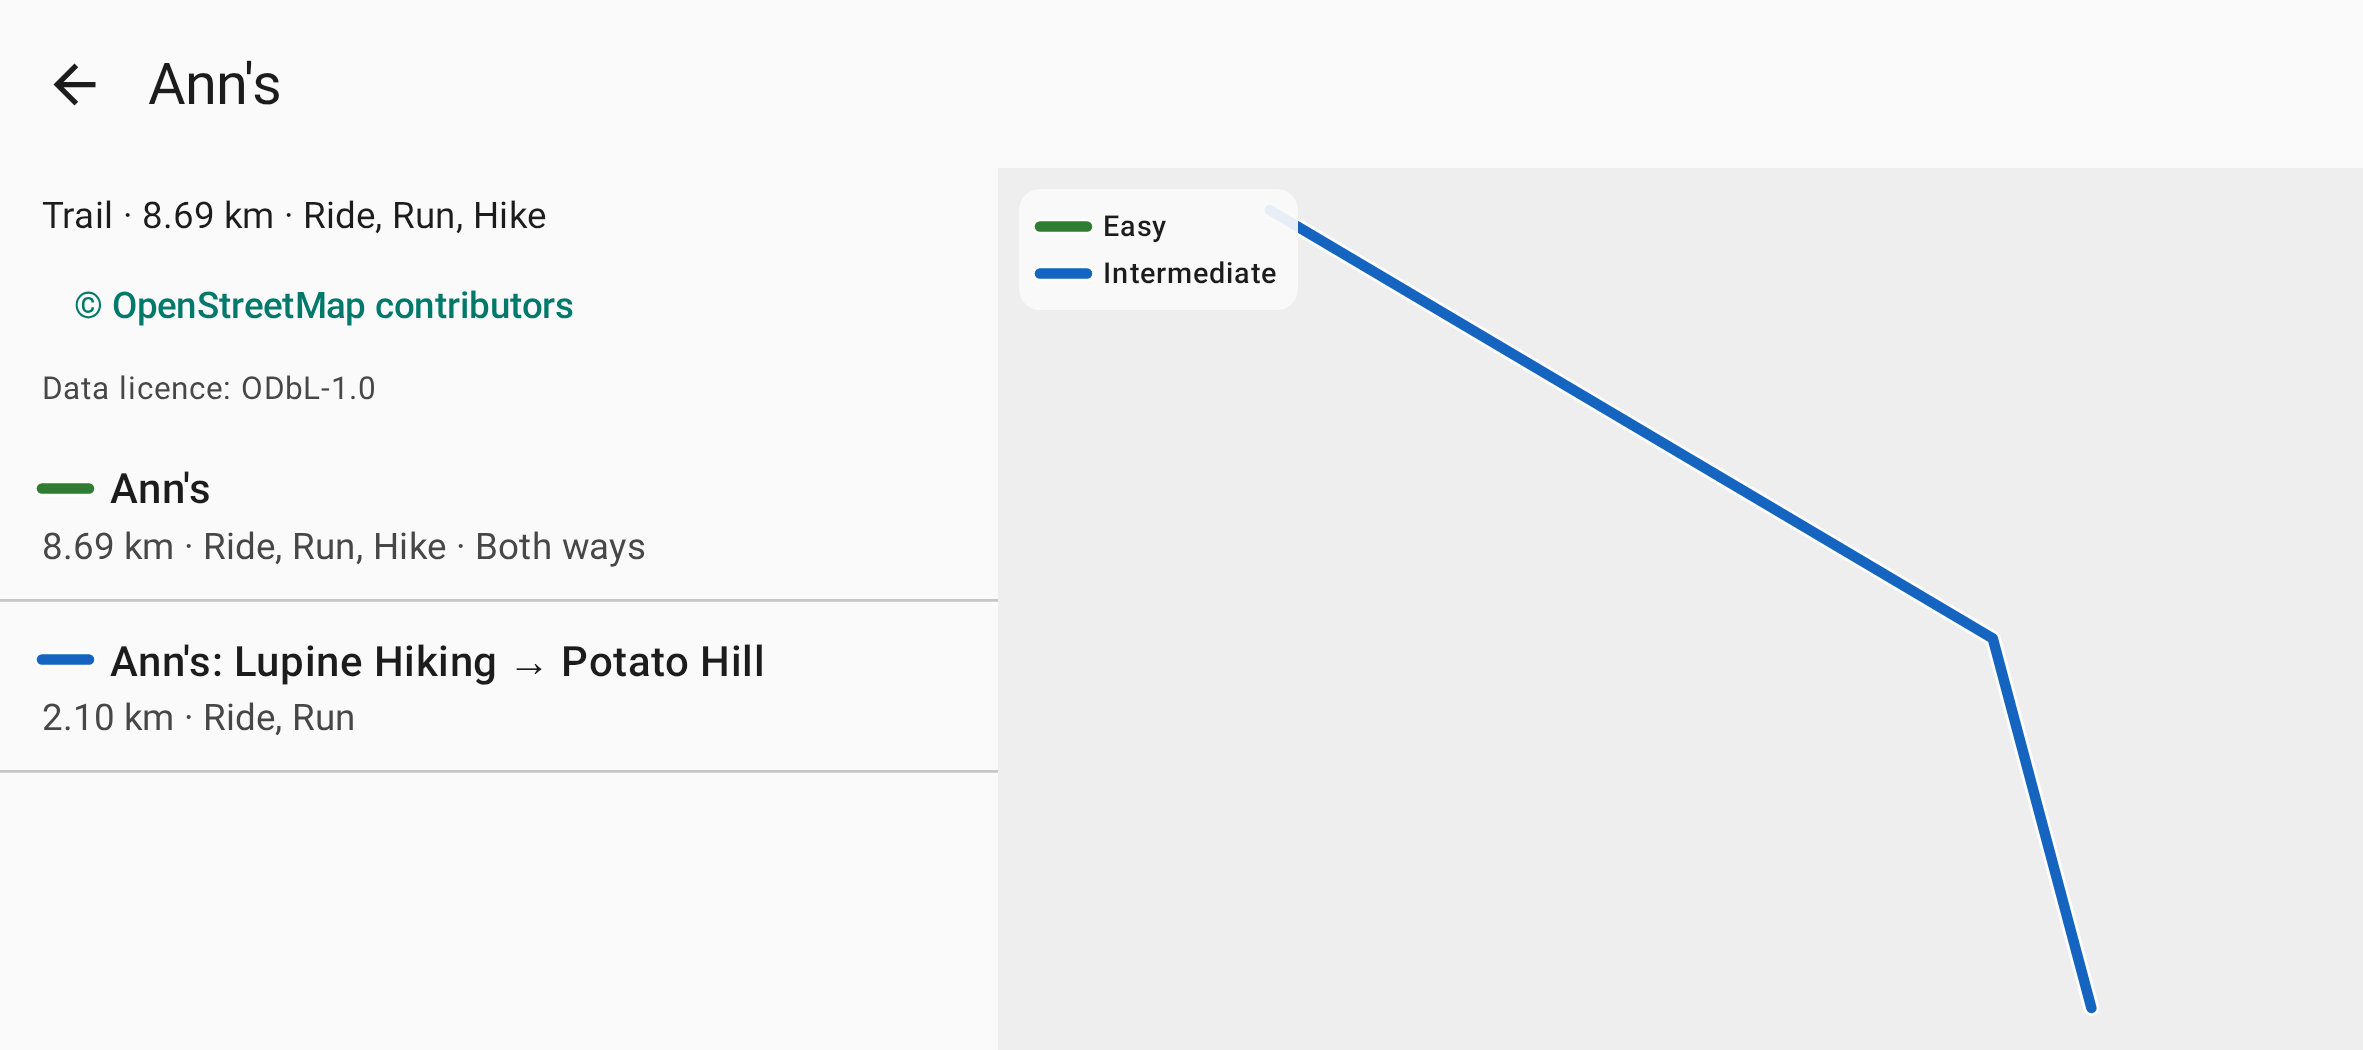 Ann's
Trail · 8.69 km · Ride, Run, Hike
© OpenStreetMap contributors
Data licence: ODbL-1.0
Ann's
8.69 km · Ride, Run, Hike · Both ways
Ann's: Lupine Hiking → Potato Hill
2.10 km · Ride, Run
Easy
Intermediate